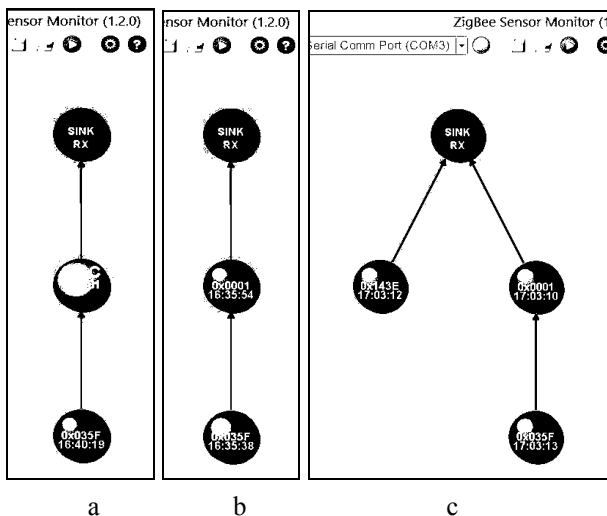 ensor Monitor (1.2.0)
SINK
RX
0x035F
16:40:19
a
ensor Monitor (1.2.0)
SINK
RX
0x0001
16:35:54
0x035F
16:35:38
b
ZigBee Sensor Monitor (1
Serial Comm Port (COM3)
SINK
RX
0x143E
17:03:12
0x0001
17:03:10
0x035F
17:03:13
c